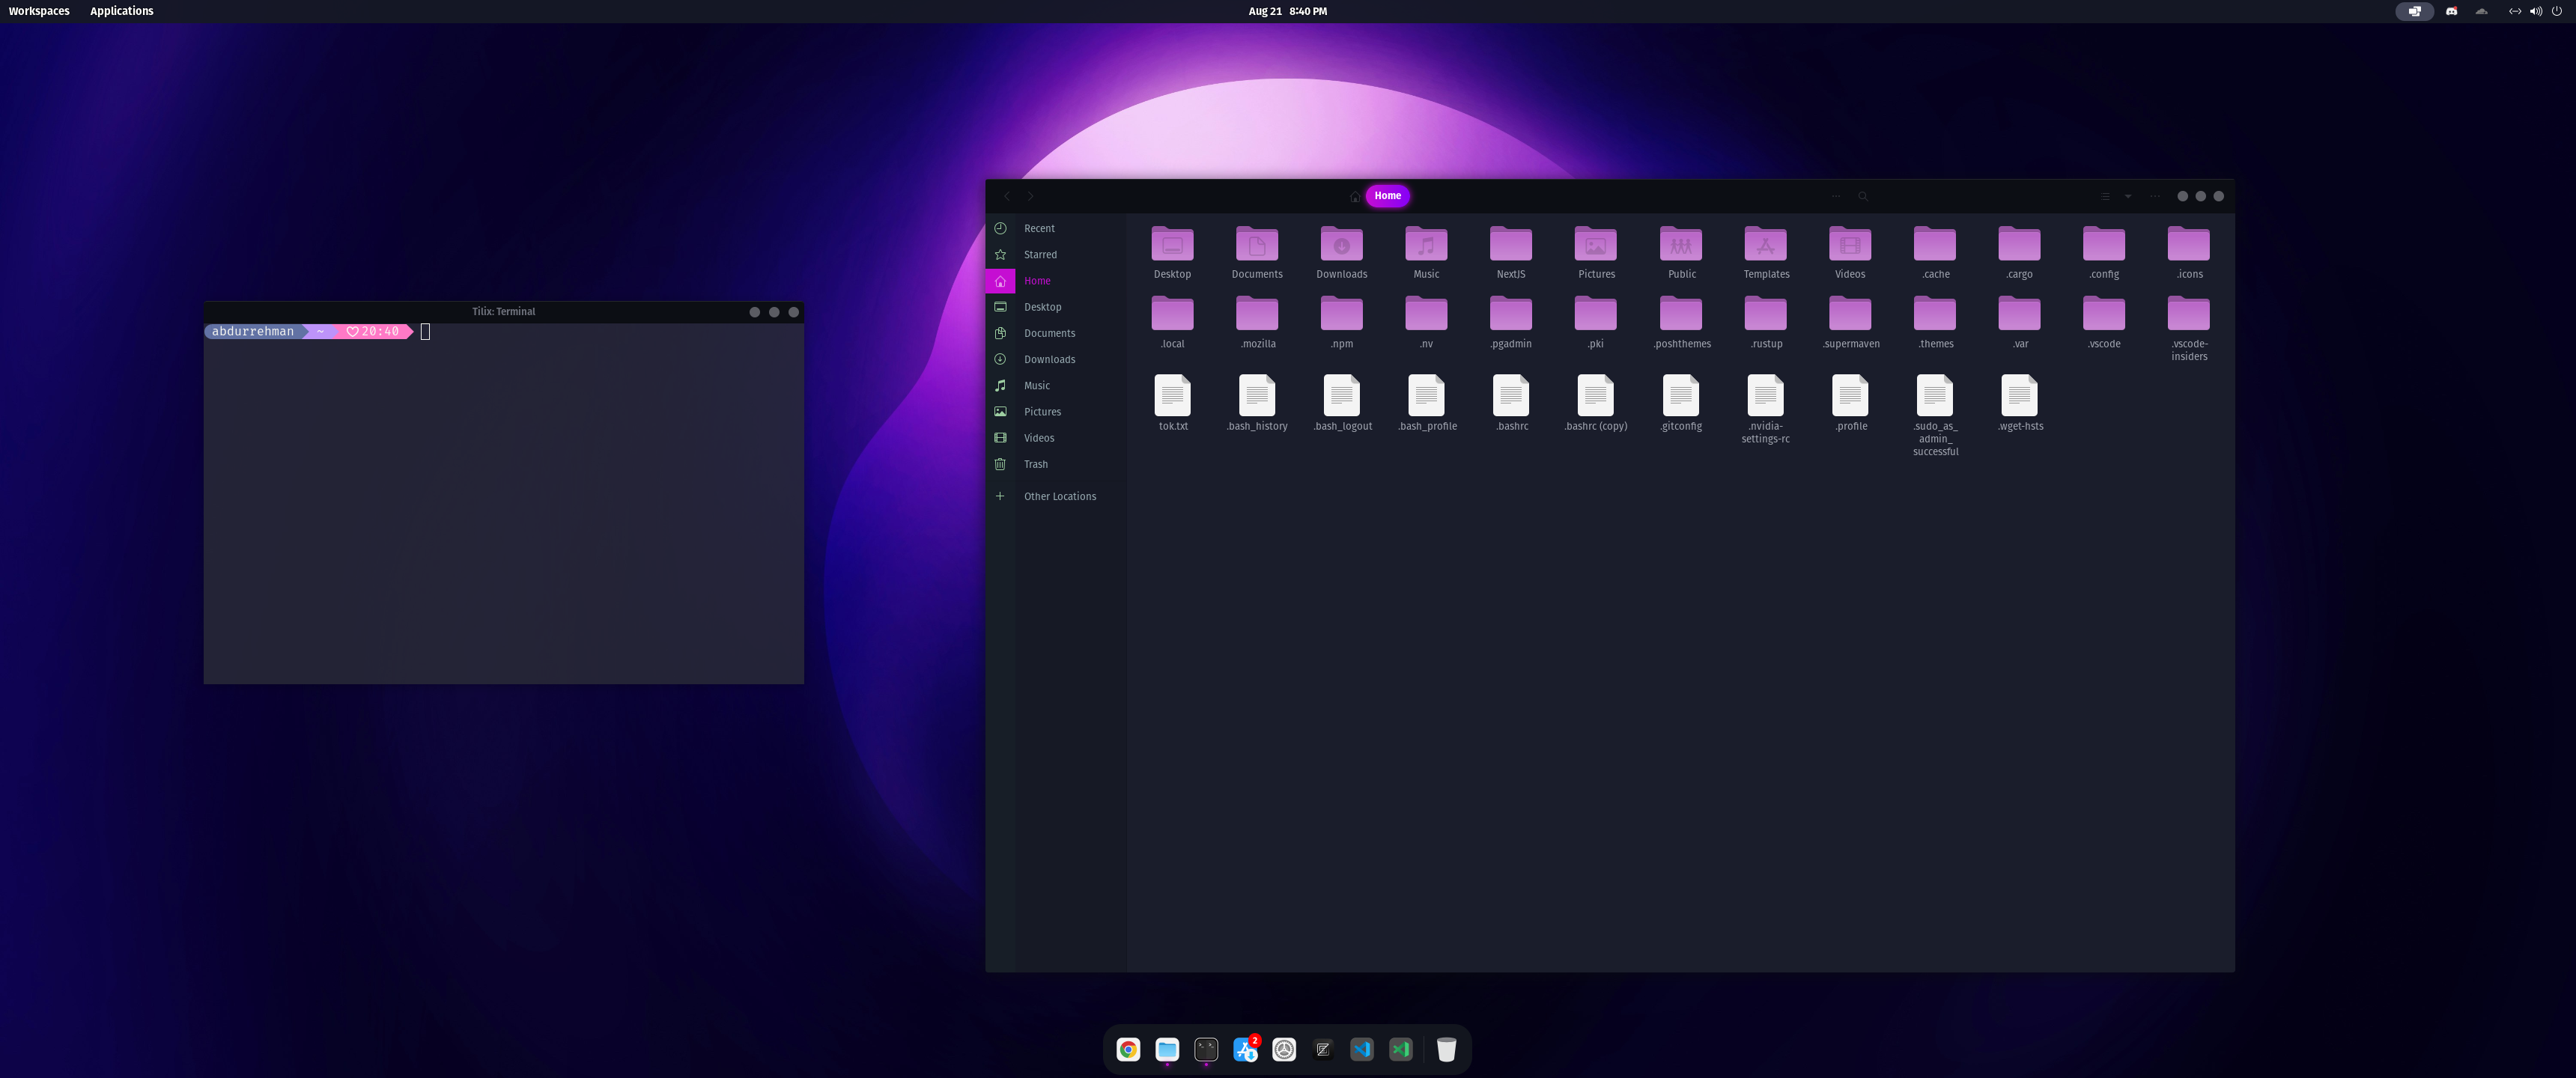 Workspaces Applications Aug 21 8:40 PM
Tilix: Terminal
abdurrehman ~ ♡20:40
Home
Recent
Starred
Home
Desktop
Documents
Downloads
Music
Pictures
Videos
Trash
Other Locations
Desktop Documents Downloads Music NextJS Pictures Public Templates Videos .cache .cargo .config .icons
.local .mozilla .npm .nv .pgadmin .pki .poshthemes .rustup .supermaven .themes .var .vscode .vscode-
insiders
tok.txt .bash_history .bash_logout .bash_profile .bashrc .bashrc (copy) .gitconfig .nvidia-
settings-rc .profile .sudo_as_
admin_
successful .wget-hsts
2